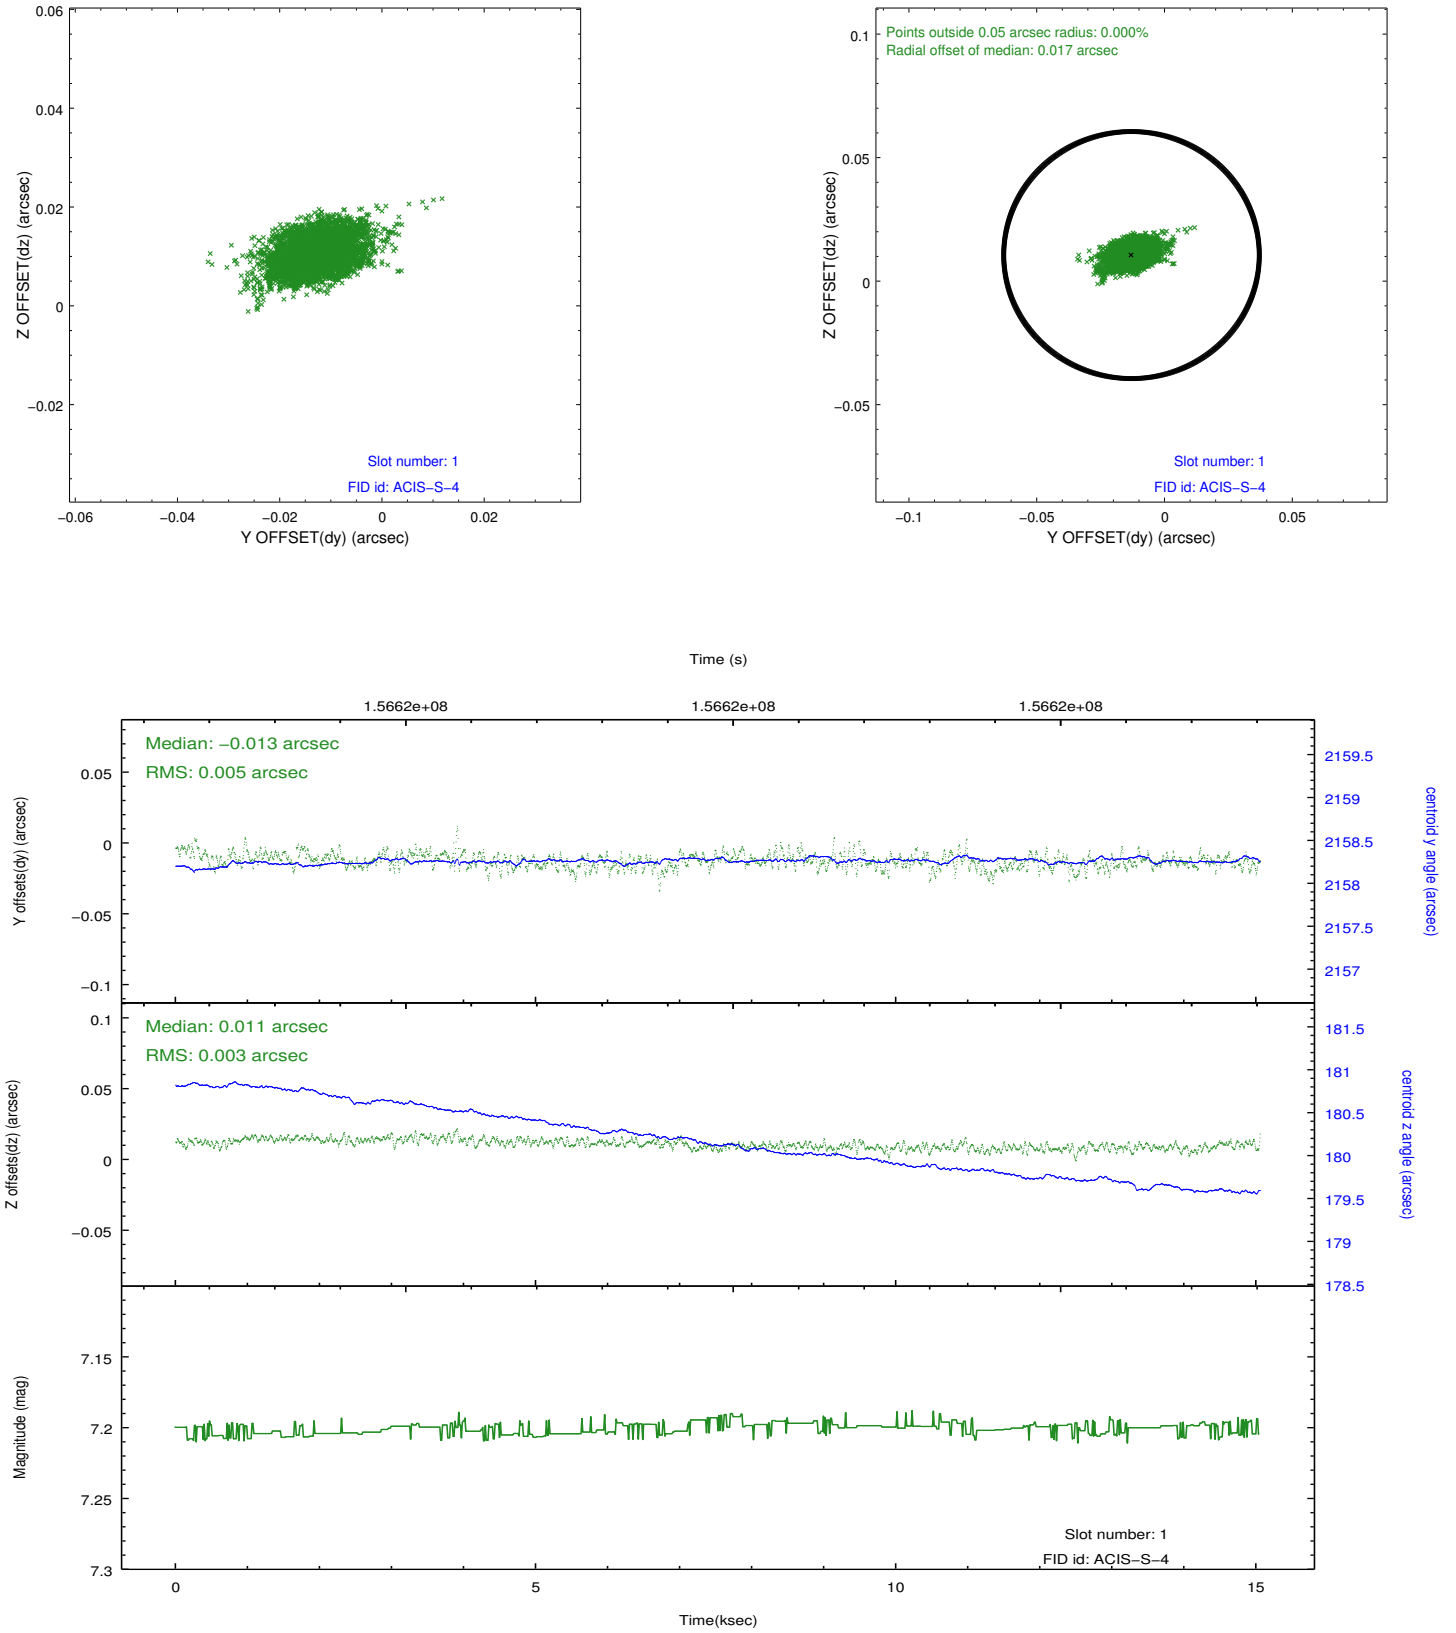 0.06
0.04
0.02
0
−0.02
Z OFFSET(dz) (arcsec)
Slot number: 1
FID id: ACIS−S−4
−0.06
−0.04
−0.02
0
0.02
Y OFFSET(dy) (arcsec)
Points outside 0.05 arcsec radius: 0.000%
Radial offset of median: 0.017 arcsec
0.1
0.05
0
−0.05
Z OFFSET(dz) (arcsec)
Slot number: 1
FID id: ACIS−S−4
−0.1
−0.05
0
0.05
Y OFFSET(dy) (arcsec)
Time (s)
1.5662e+08
1.5662e+08
1.5662e+08
Median: −0.013 arcsec
RMS: 0.005 arcsec
0.05
0
−0.05
−0.1
Y offsets(dy) (arcsec)
2159.5
2159
2158.5
2158
2157.5
2157
centroid y angle (arcsec)
Median: 0.011 arcsec
RMS: 0.003 arcsec
0.1
0.05
0
−0.05
Z offsets(dz) (arcsec)
181.5
181
180.5
180
179.5
179
178.5
centroid z angle (arcsec)
7.15
7.2
7.25
7.3
Magnitude (mag)
Slot number: 1
FID id: ACIS−S−4
0
5
10
15
Time(ksec)